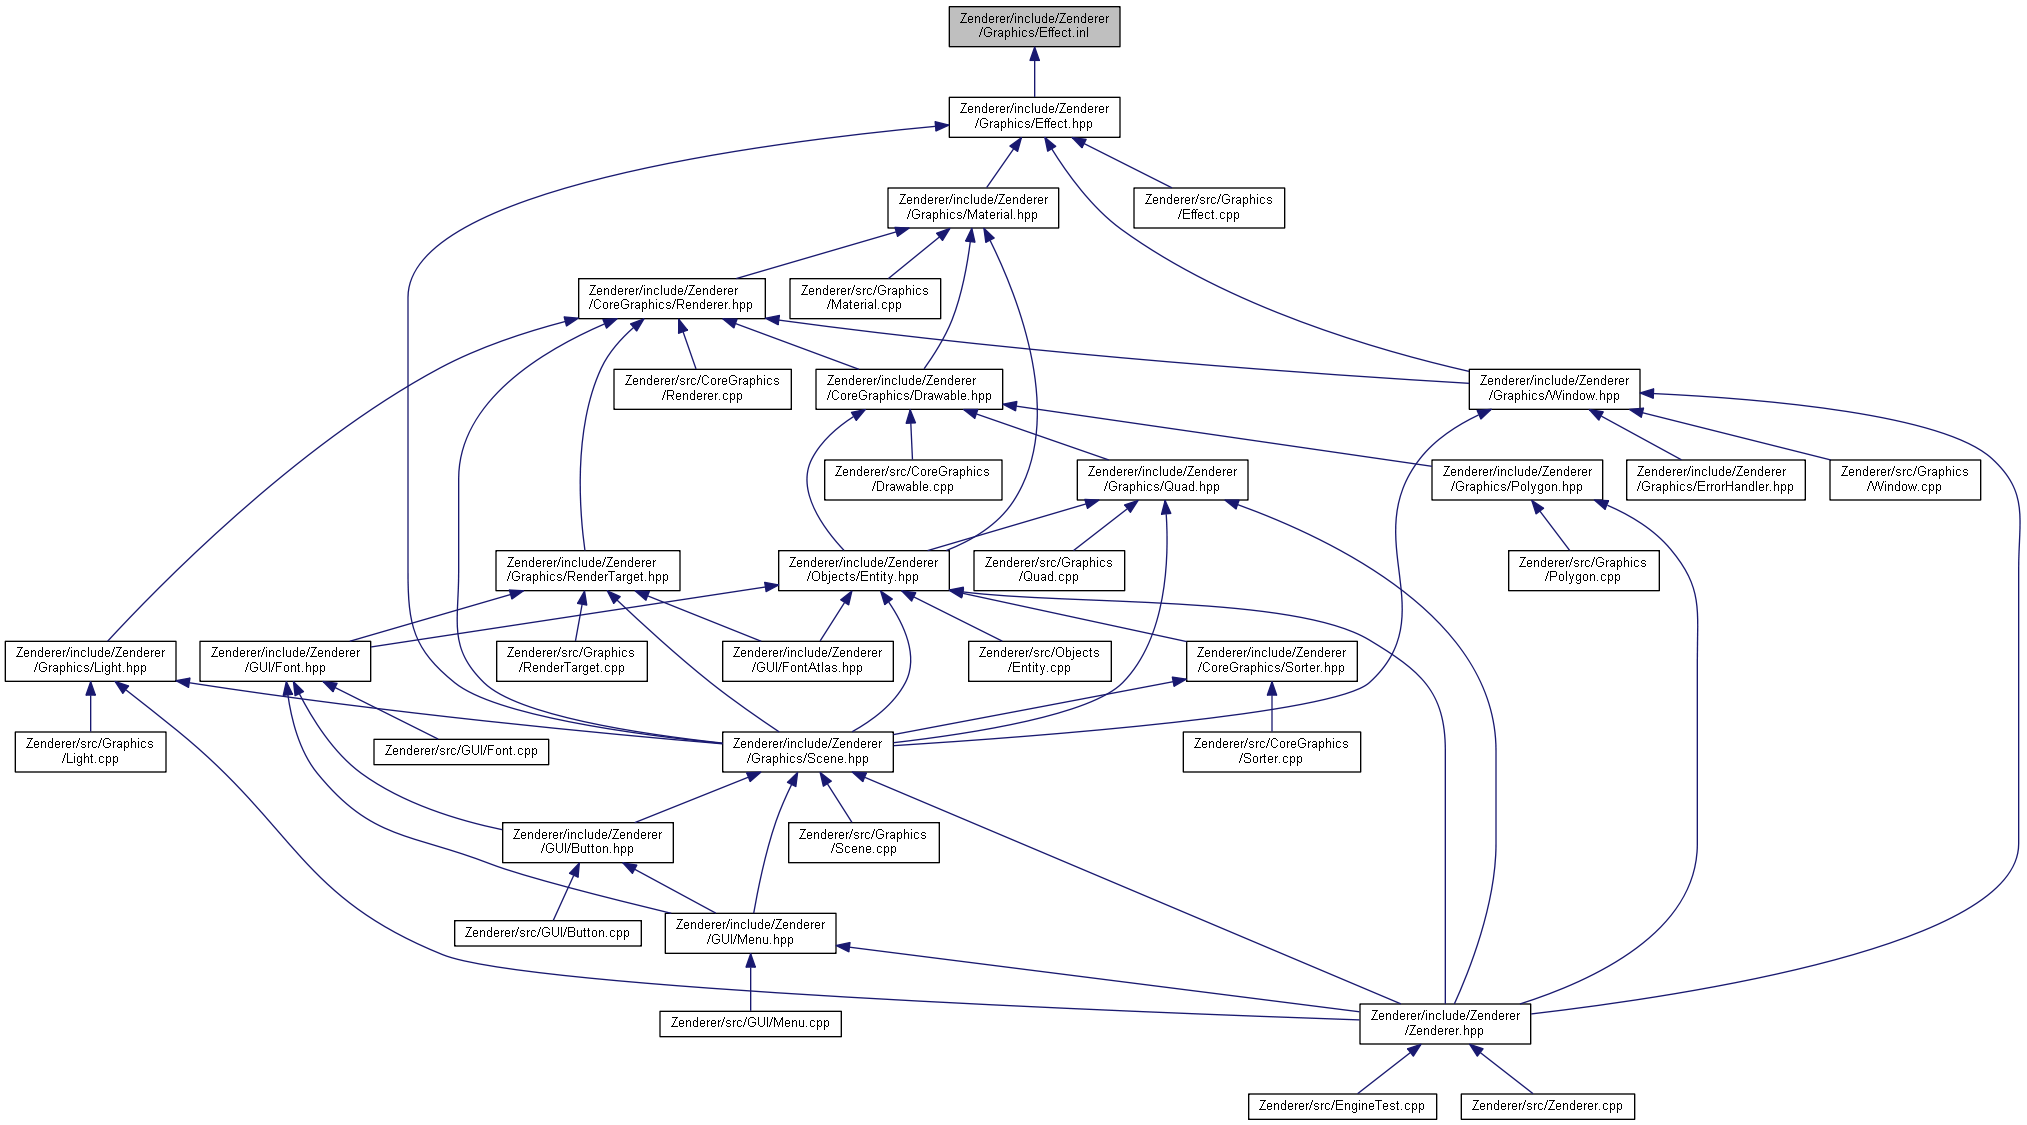 Zenderer/include/Zenderer
/Graphics/Effect.inl
Zenderer/include/Zenderer
/Graphics/Effect.hpp
Zenderer/include/Zenderer
/Graphics/Material.hpp
Zenderer/src/Graphics
/Effect.cpp
Zenderer/include/Zenderer
/CoreGraphics/Renderer.hpp
Zenderer/src/Graphics
/Material.cpp
Zenderer/src/CoreGraphics
/Renderer.cpp
Zenderer/include/Zenderer
/CoreGraphics/Drawable.hpp
Zenderer/include/Zenderer
/Graphics/Window.hpp
Zenderer/src/CoreGraphics
/Drawable.cpp
Zenderer/include/Zenderer
/Graphics/Quad.hpp
Zenderer/include/Zenderer
/Graphics/Polygon.hpp
Zenderer/include/Zenderer
/Graphics/ErrorHandler.hpp
Zenderer/src/Graphics
/Window.cpp
Zenderer/include/Zenderer
/Graphics/RenderTarget.hpp
Zenderer/include/Zenderer
/Objects/Entity.hpp
Zenderer/src/Graphics
/Quad.cpp
Zenderer/src/Graphics
/Polygon.cpp
Zenderer/include/Zenderer
/Graphics/Light.hpp
Zenderer/include/Zenderer
/GUI/Font.hpp
Zenderer/src/Graphics
/RenderTarget.cpp
Zenderer/include/Zenderer
/GUI/FontAtlas.hpp
Zenderer/src/Objects
/Entity.cpp
Zenderer/include/Zenderer
/CoreGraphics/Sorter.hpp
Zenderer/src/Graphics
/Light.cpp
Zenderer/src/GUI/Font.cpp
Zenderer/include/Zenderer
/Graphics/Scene.hpp
Zenderer/src/CoreGraphics
/Sorter.cpp
Zenderer/include/Zenderer
/GUI/Button.hpp
Zenderer/src/Graphics
/Scene.cpp
Zenderer/src/GUI/Button.cpp
Zenderer/include/Zenderer
/GUI/Menu.hpp
Zenderer/src/GUI/Menu.cpp
Zenderer/include/Zenderer
/Zenderer.hpp
Zenderer/src/EngineTest.cpp
Zenderer/src/Zenderer.cpp